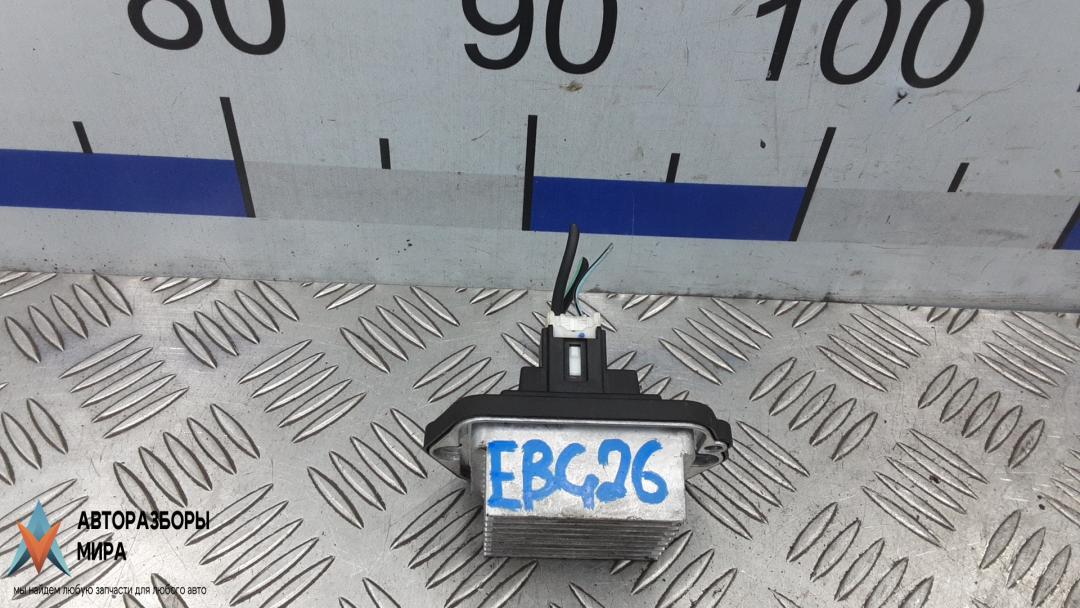 80 90 100
EBG26
АВТОРАЗБОРЫ
МИРА
мы найдем любую запчасти для любого авто